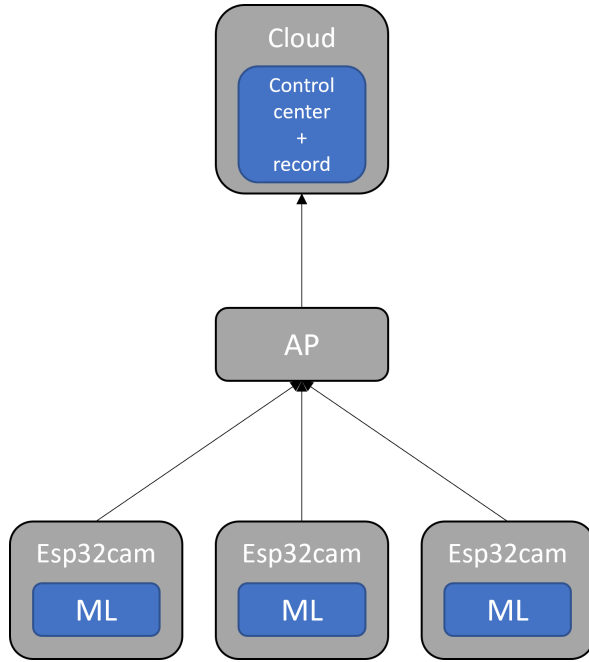 Cloud
Control
center
+
record
AP
Esp32cam
Esp32cam
Esp32cam
ML
ML
ML